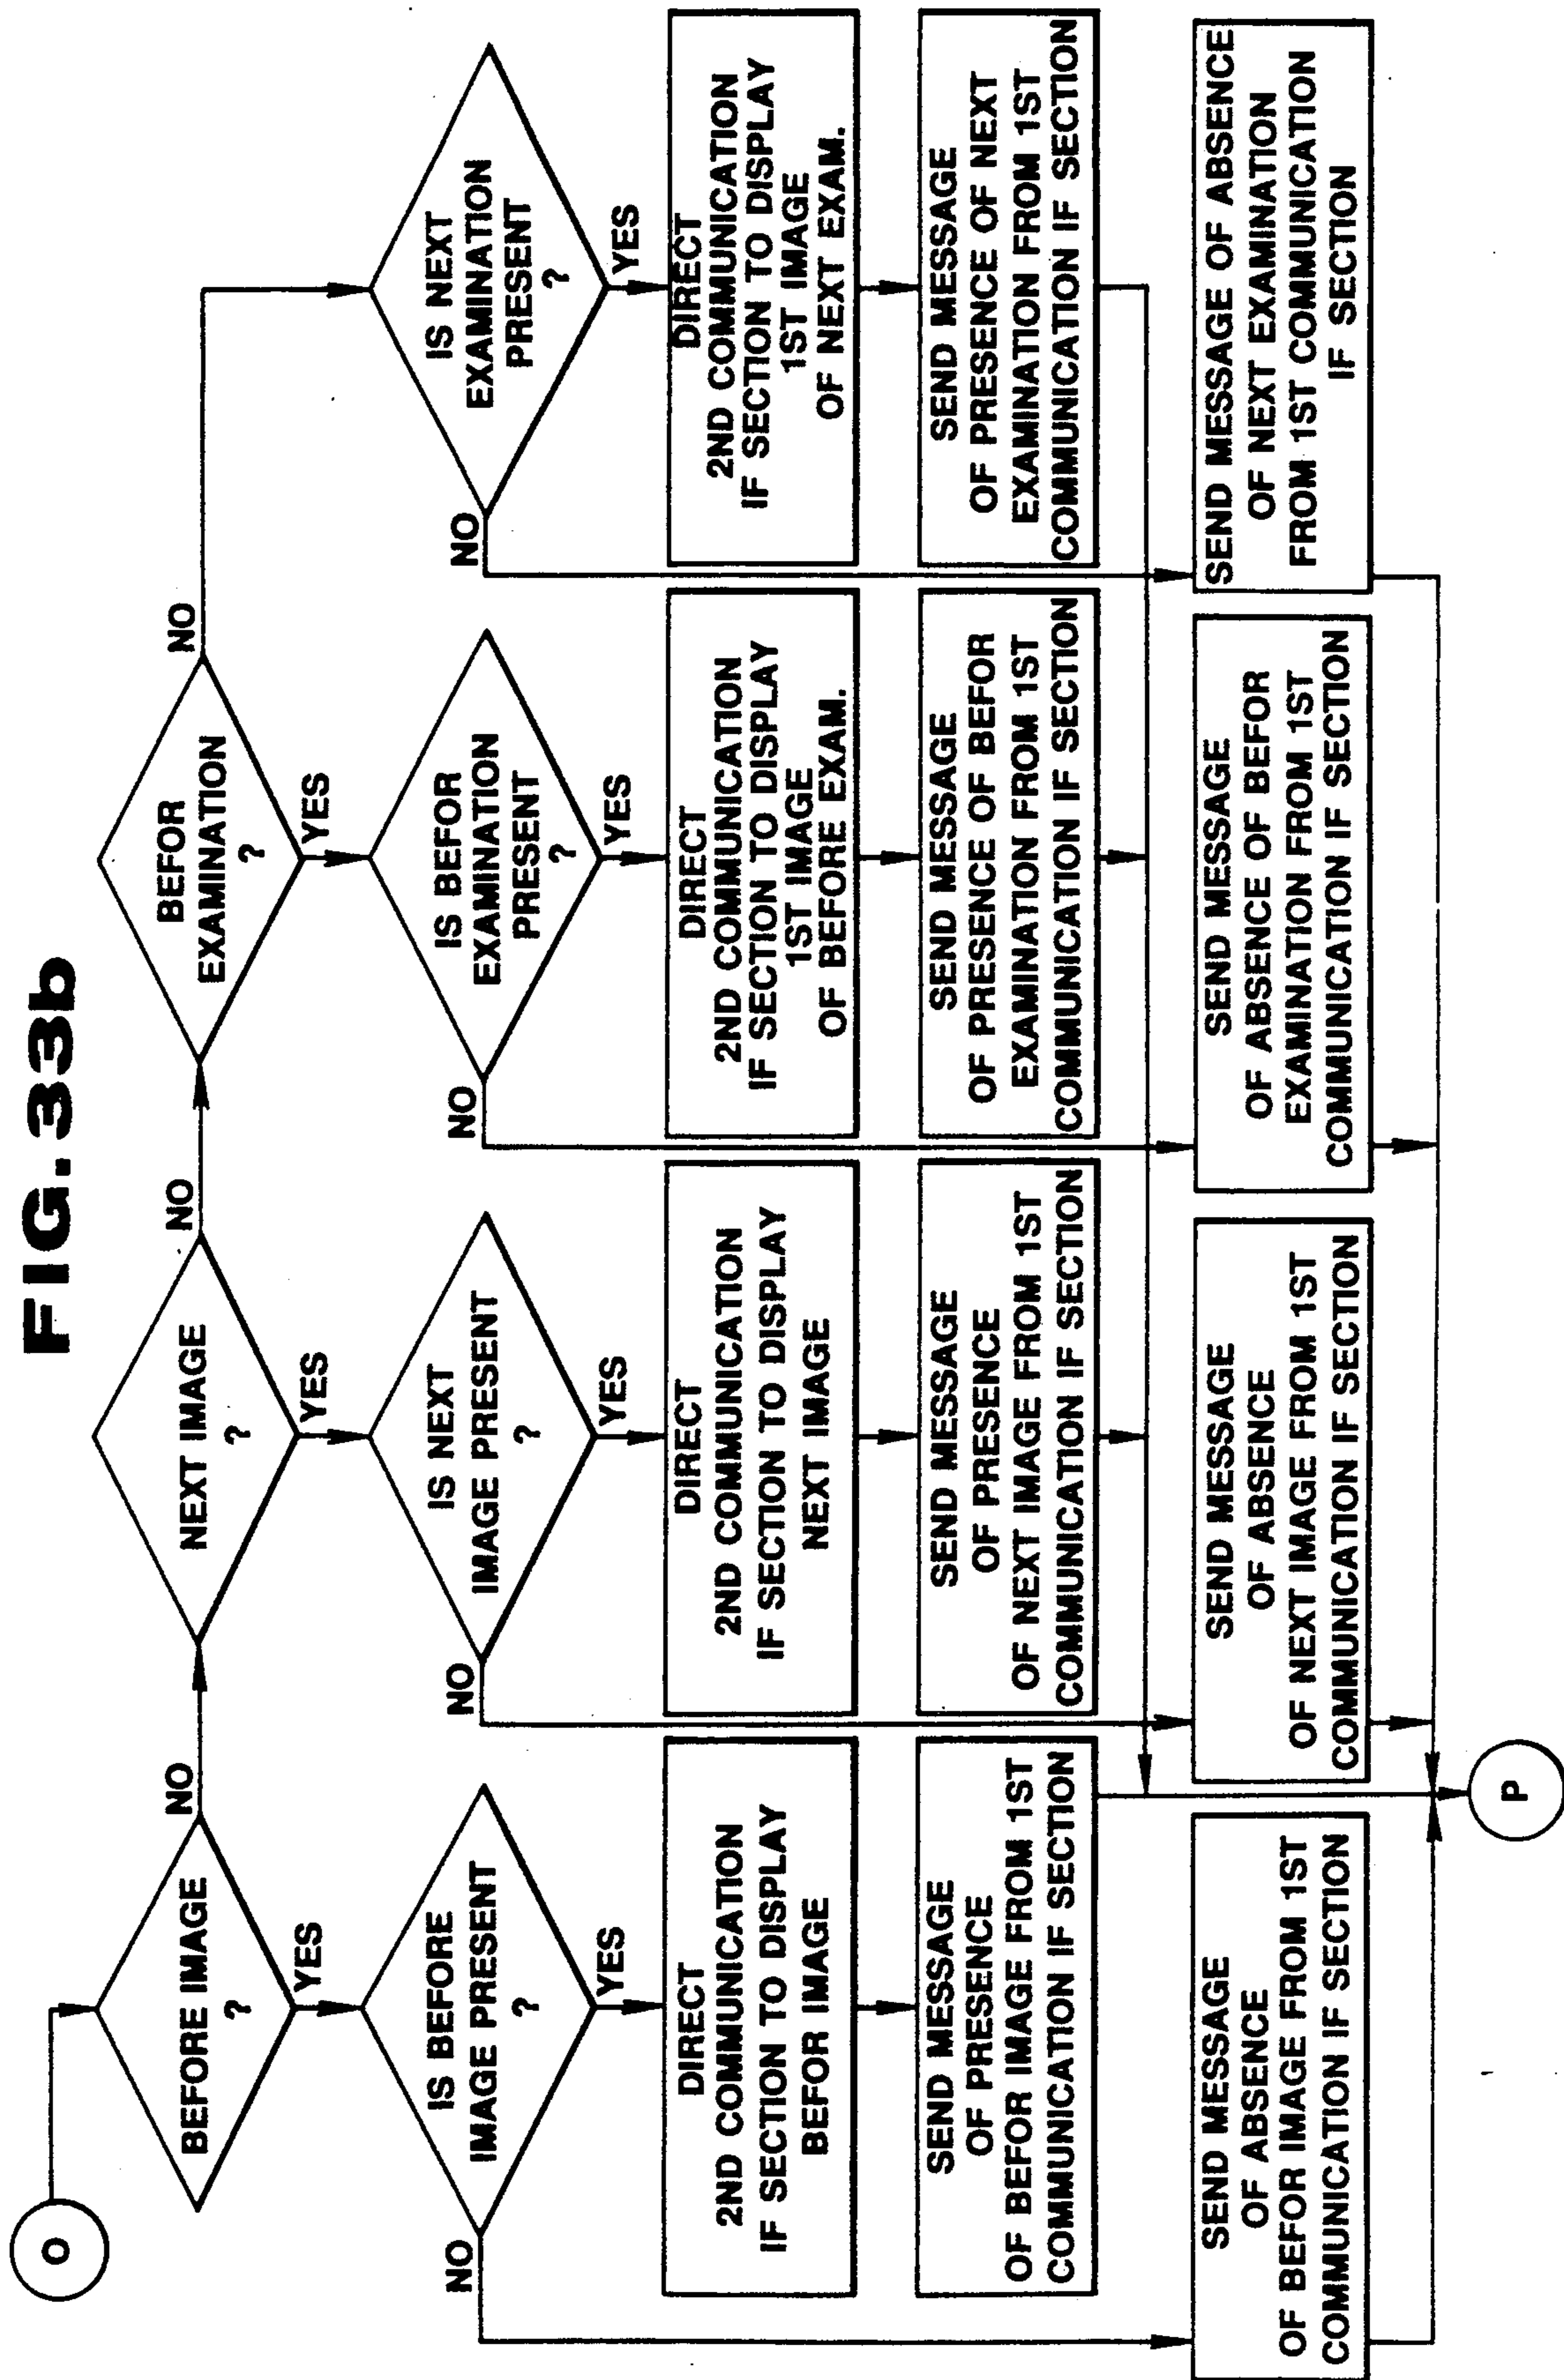 FIG.33b
O
BEFORE IMAGE
?
NO
YES
NEXT IMAGE
?
NO
YES
BEFOR
EXAMINATION
?
NO
YES
IS BEFORE
IMAGE PRESENT
?
NO
YES
IS NEXT
IMAGE PRESENT
?
NO
YES
IS BEFOR
EXAMINATION
PRESENT
?
NO
YES
IS NEXT
EXAMINATION
PRESENT
?
NO
YES
DIRECT
2ND COMMUNICATION
IF SECTION TO DISPLAY
BEFOR IMAGE
DIRECT
2ND COMMUNICATION
IF SECTION TO DISPLAY
NEXT IMAGE
DIRECT
2ND COMMUNICATION
IF SECTION TO DISPLAY
1ST IMAGE
OF BEFORE EXAM.
DIRECT
2ND COMMUNICATION
IF SECTION TO DISPLAY
1ST IMAGE
OF NEXT EXAM.
SEND MESSAGE
OF PRESENCE
OF BEFOR IMAGE FROM 1ST
COMMUNICATION IF SECTION
SEND MESSAGE
OF PRESENCE
OF NEXT IMAGE FROM 1ST
COMMUNICATION IF SECTION
SEND MESSAGE
OF PRESENCE OF BEFOR
EXAMINATION FROM 1ST
COMMUNICATION IF SECTION
SEND MESSAGE
OF PRESENCE OF NEXT
EXAMINATION FROM 1ST
COMMUNICATION IF SECTION
SEND MESSAGE
OF ABSENCE
OF BEFOR IMAGE FROM 1ST
COMMUNICATION IF SECTION
SEND MESSAGE
OF ABSENCE
OF NEXT IMAGE FROM 1ST
COMMUNICATION IF SECTION
SEND MESSAGE
OF ABSENCE OF BEFOR
EXAMINATION FROM 1ST
COMMUNICATION IF SECTION
SEND MESSAGE OF ABSENCE
OF NEXT EXAMINATION
FROM 1ST COMMUNICATION
IF SECTION
P